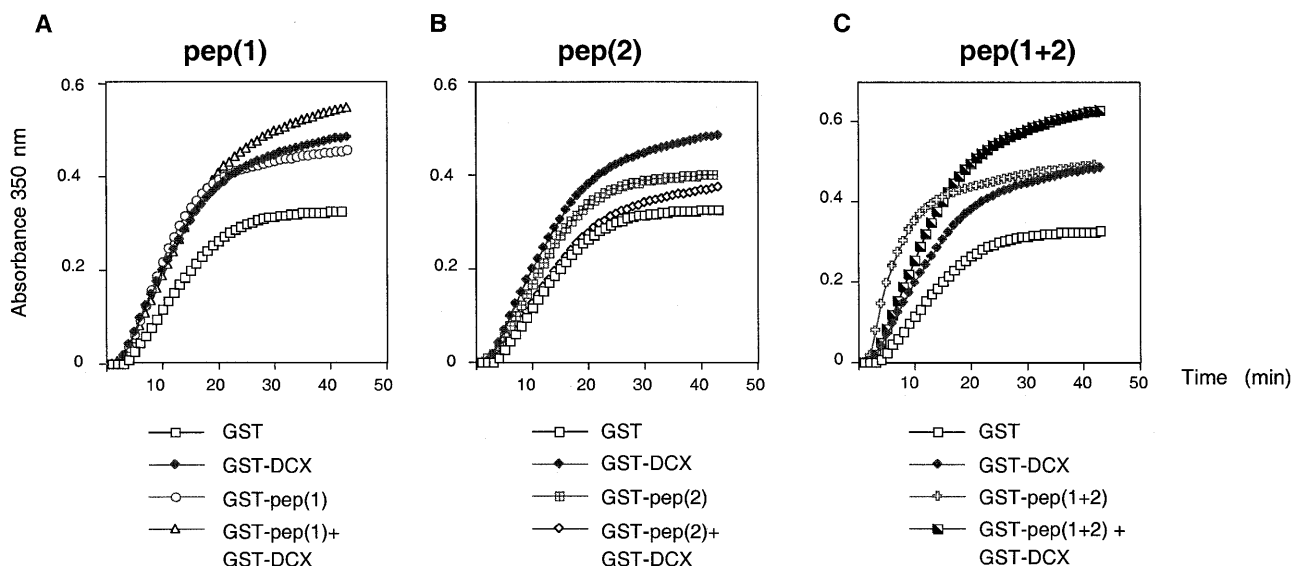 A
pep(1)
B
pep(2)
C
pep(1+2)
Absorbance 350 nm
0.6
0.4
0.2
0
10
20
30
40
50
0.6
0.4
0.2
0
10
20
30
40
50
0.6
0.4
0.2
0
10
20
30
40
50
Time (min)
GST
GST-DCX
GST-pep(1)
GST-pep(1)+
GST-DCX
GST
GST-DCX
GST-pep(2)
GST-pep(2)+
GST-DCX
GST
GST-DCX
GST-pep(1+2)
GST-pep(1+2) +
GST-DCX